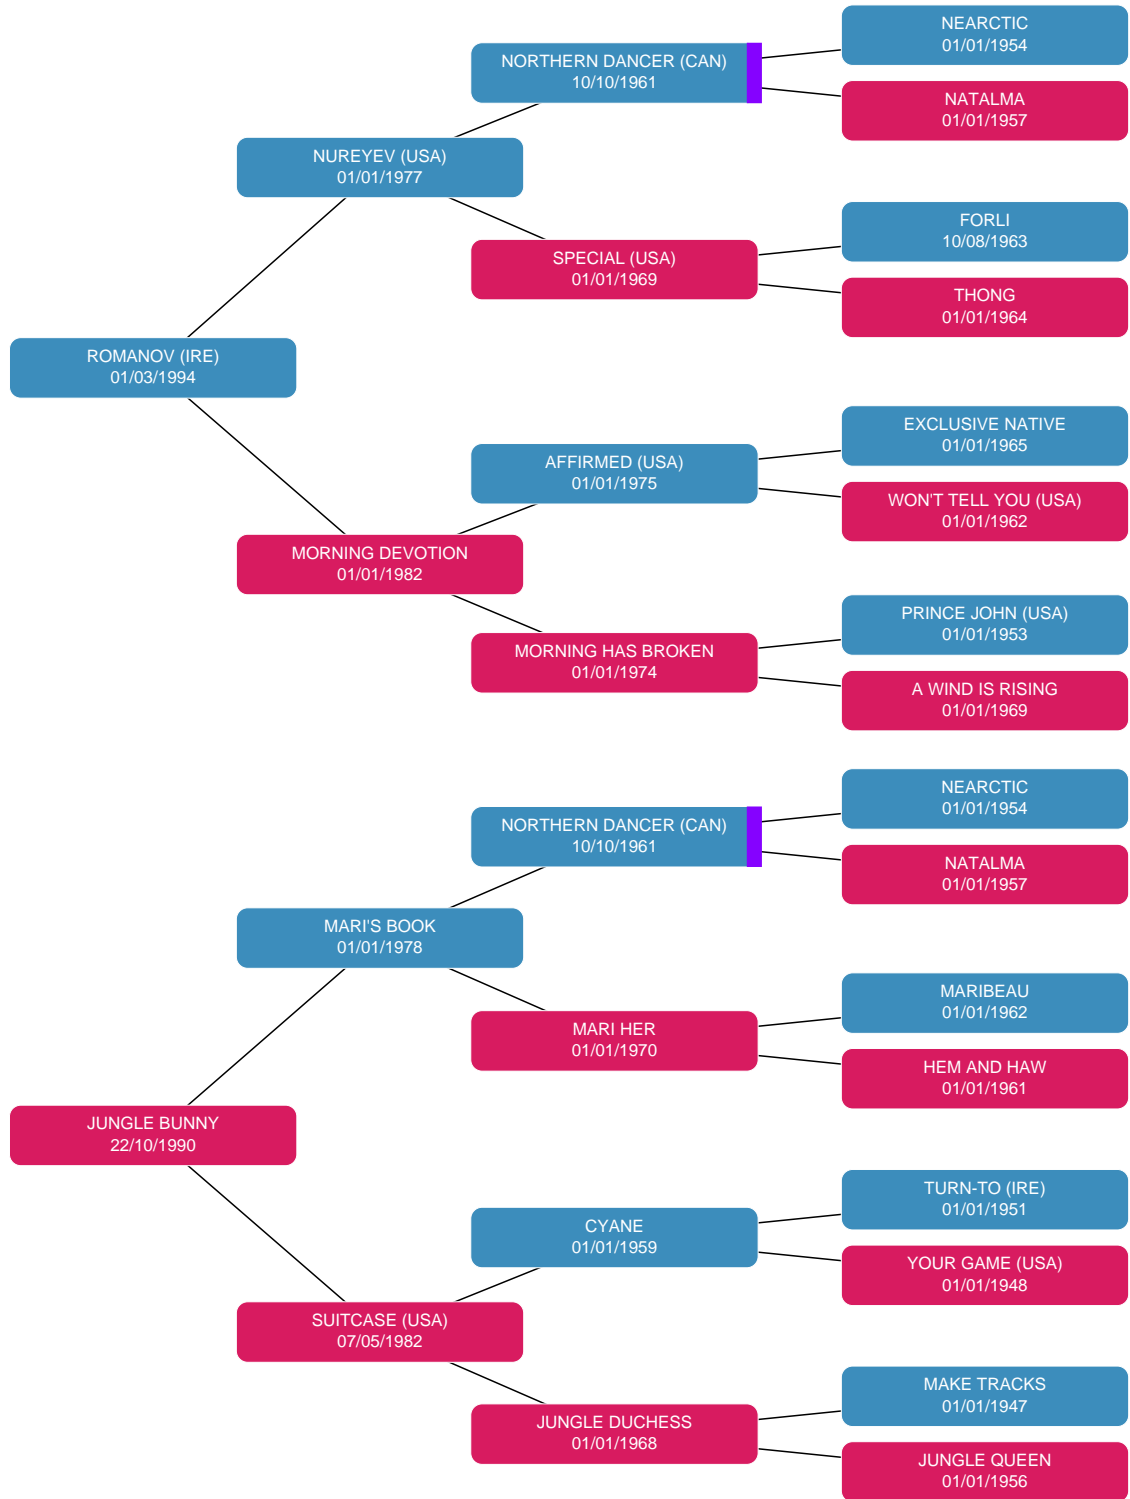 NEARCTIC
01/01/1954
NORTHERN DANCER (CAN)
10/10/1961
NATALMA
01/01/1957
NUREYEV (USA)
01/01/1977
FORLI
10/08/1963
SPECIAL (USA)
01/01/1969
THONG
01/01/1964
ROMANOV (IRE)
01/03/1994
EXCLUSIVE NATIVE
01/01/1965
AFFIRMED (USA)
01/01/1975
WON'T TELL YOU (USA)
01/01/1962
MORNING DEVOTION
01/01/1982
PRINCE JOHN (USA)
01/01/1953
MORNING HAS BROKEN
01/01/1974
A WIND IS RISING
01/01/1969
NEARCTIC
01/01/1954
NORTHERN DANCER (CAN)
10/10/1961
NATALMA
01/01/1957
MARI'S BOOK
01/01/1978
MARIBEAU
01/01/1962
MARI HER
01/01/1970
HEM AND HAW
01/01/1961
JUNGLE BUNNY
22/10/1990
TURN-TO (IRE)
01/01/1951
CYANE
01/01/1959
YOUR GAME (USA)
01/01/1948
SUITCASE (USA)
07/05/1982
MAKE TRACKS
01/01/1947
JUNGLE DUCHESS
01/01/1968
JUNGLE QUEEN
01/01/1956